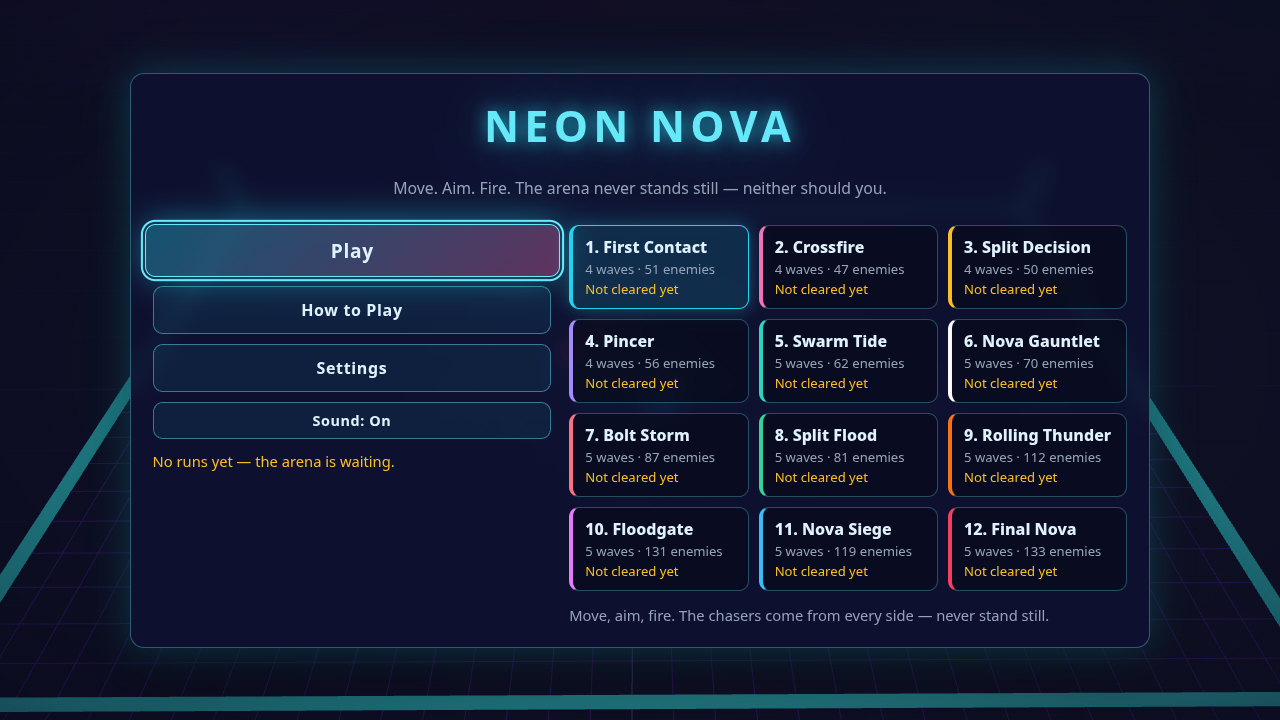 NEON NOVA
Move. Aim. Fire. The arena never stands still — neither should you.
Play
How to Play
Settings
Sound: On
No runs yet — the arena is waiting.
1. First Contact
4 waves · 51 enemies
Not cleared yet
2. Crossfire
4 waves · 47 enemies
Not cleared yet
3. Split Decision
4 waves · 50 enemies
Not cleared yet
4. Pincer
4 waves · 56 enemies
Not cleared yet
5. Swarm Tide
5 waves · 62 enemies
Not cleared yet
6. Nova Gauntlet
5 waves · 70 enemies
Not cleared yet
7. Bolt Storm
5 waves · 87 enemies
Not cleared yet
8. Split Flood
5 waves · 81 enemies
Not cleared yet
9. Rolling Thunder
5 waves · 112 enemies
Not cleared yet
10. Floodgate
5 waves · 131 enemies
Not cleared yet
11. Nova Siege
5 waves · 119 enemies
Not cleared yet
12. Final Nova
5 waves · 133 enemies
Not cleared yet
Move, aim, fire. The chasers come from every side — never stand still.